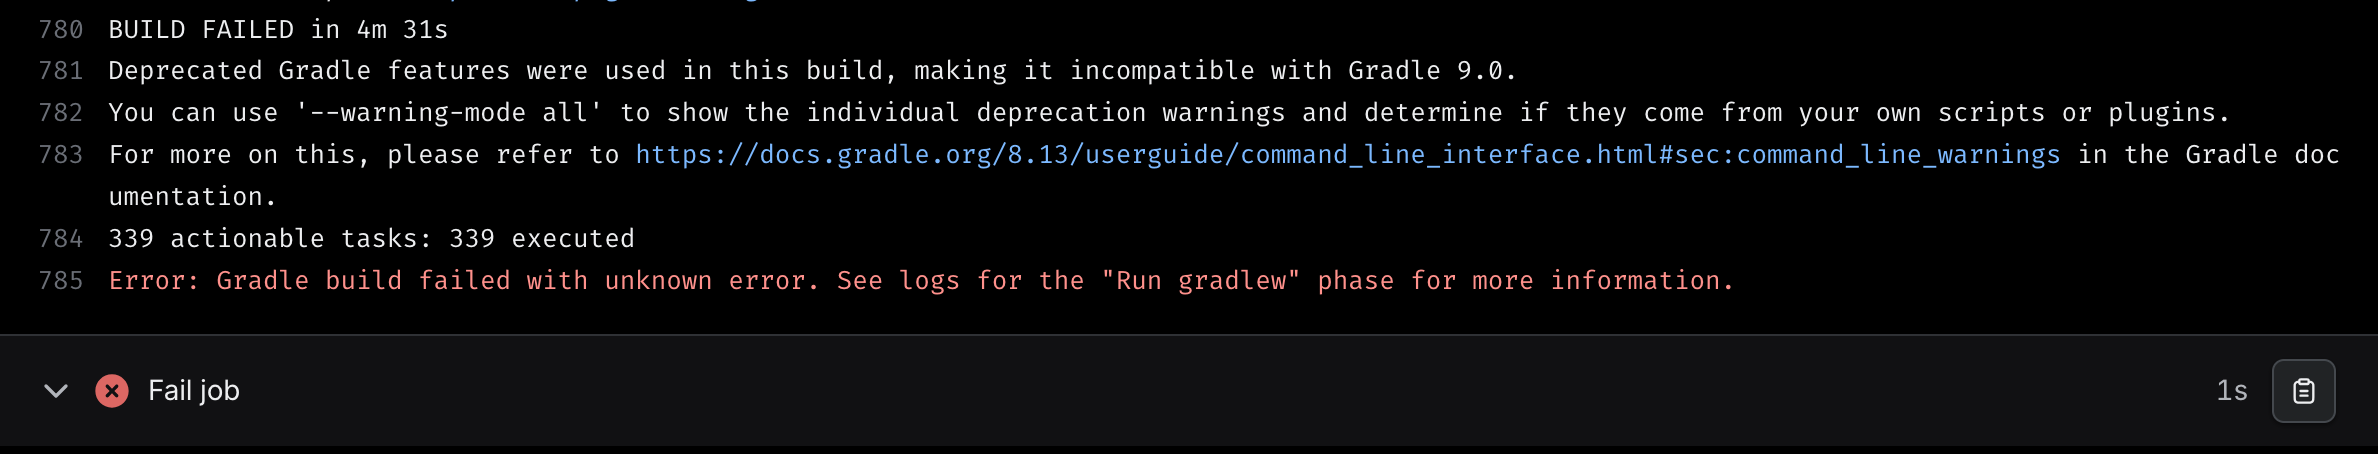 780 BUILD FAILED in 4m 31s
781 Deprecated Gradle features were used in this build, making it incompatible with Gradle 9.0.
782 You can use '--warning-mode all' to show the individual deprecation warnings and determine if they come from your own scripts or plugins.
783 For more on this, please refer to https://docs.gradle.org/8.13/userguide/command_line_interface.html#sec:command_line_warnings in the Gradle doc
umentation.
784 339 actionable tasks: 339 executed
785 Error: Gradle build failed with unknown error. See logs for the "Run gradlew" phase for more information.
Fail job 1s